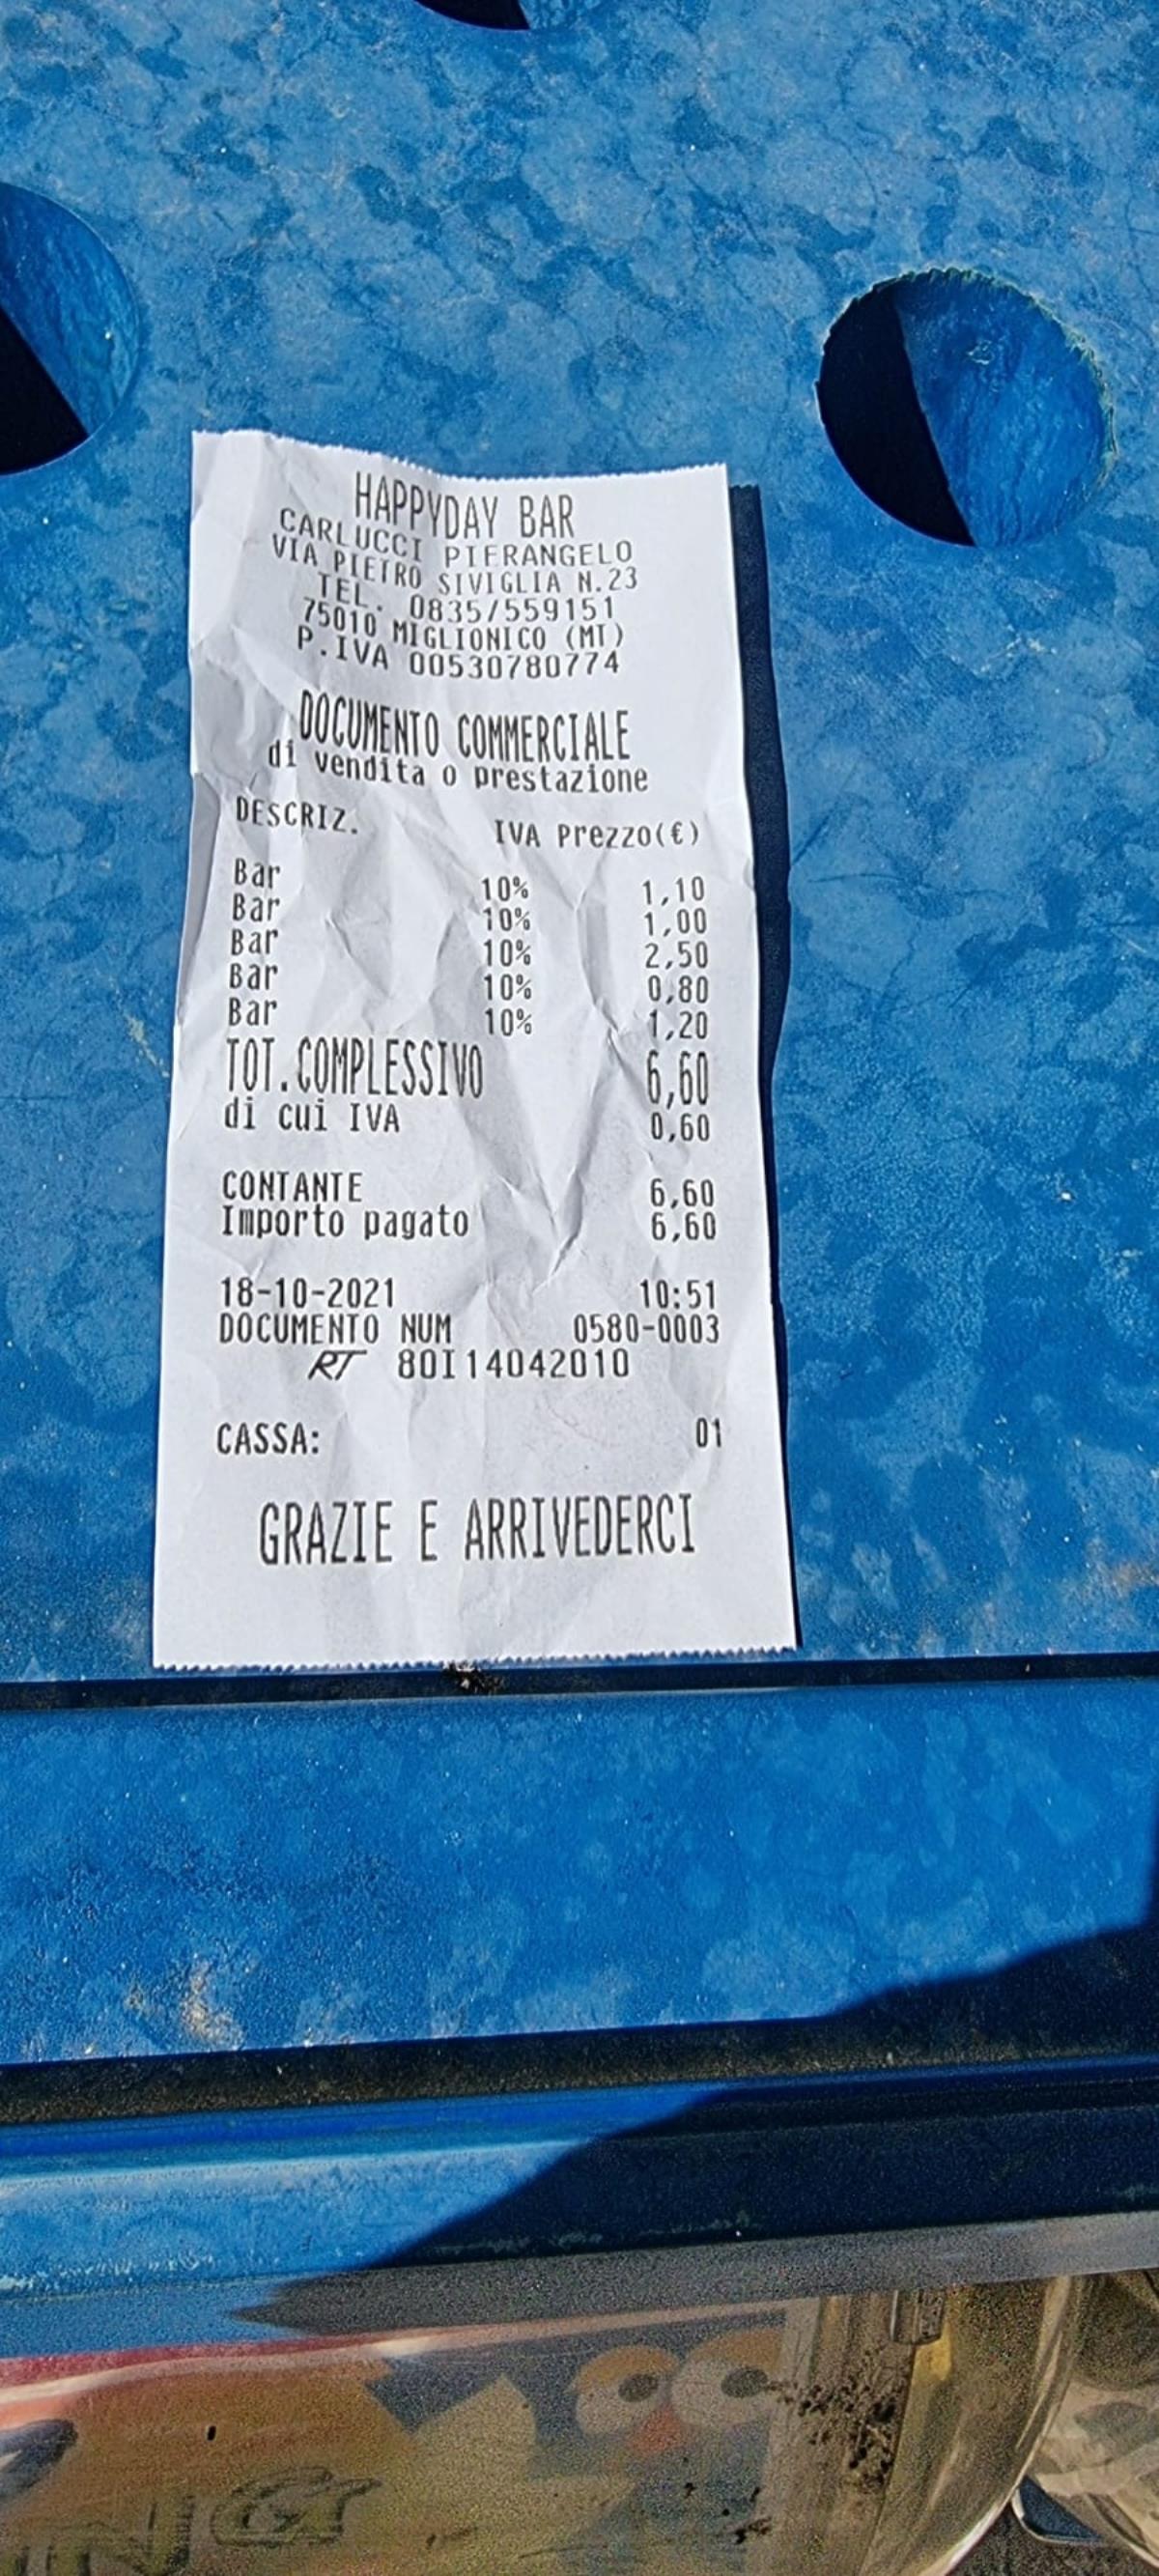 HAPPYDAY BAR
CARLUCCI PIERANGELO
VIA PIETRO SIVIGLIA N.23
TEL. 0835/559151
75010 MIGLIONICO (MT)
P.IVA 00530780774
DOCUMENTO COMMERCIALE
di vendita o prestazione
DESCRIZ. IVA Prezzo(€)
Bar 10% 1,10
Bar 10% 1,00
Bar 10% 2,50
Bar 10% 0,80
Bar 10% 1,20
TOT.COMPLESSIVO 6,60
di cui IVA 0,60
CONTANTE 6,60
Importo pagato 6,60
18-10-2021 10:51
DOCUMENTO NUM 0580-0003
RT 80I14042010
CASSA: 01
GRAZIE E ARRIVEDERCI